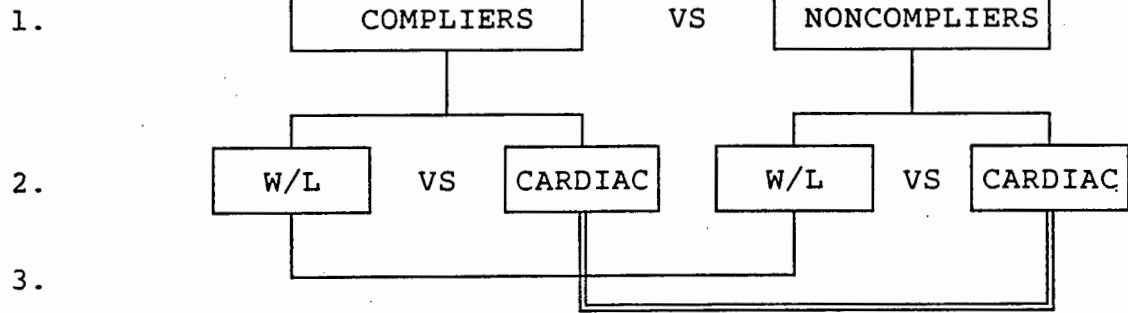 1. COMPLIERS VS NONCOMPLIERS
2. W/L VS CARDIAC W/L VS CARDIAC
3.